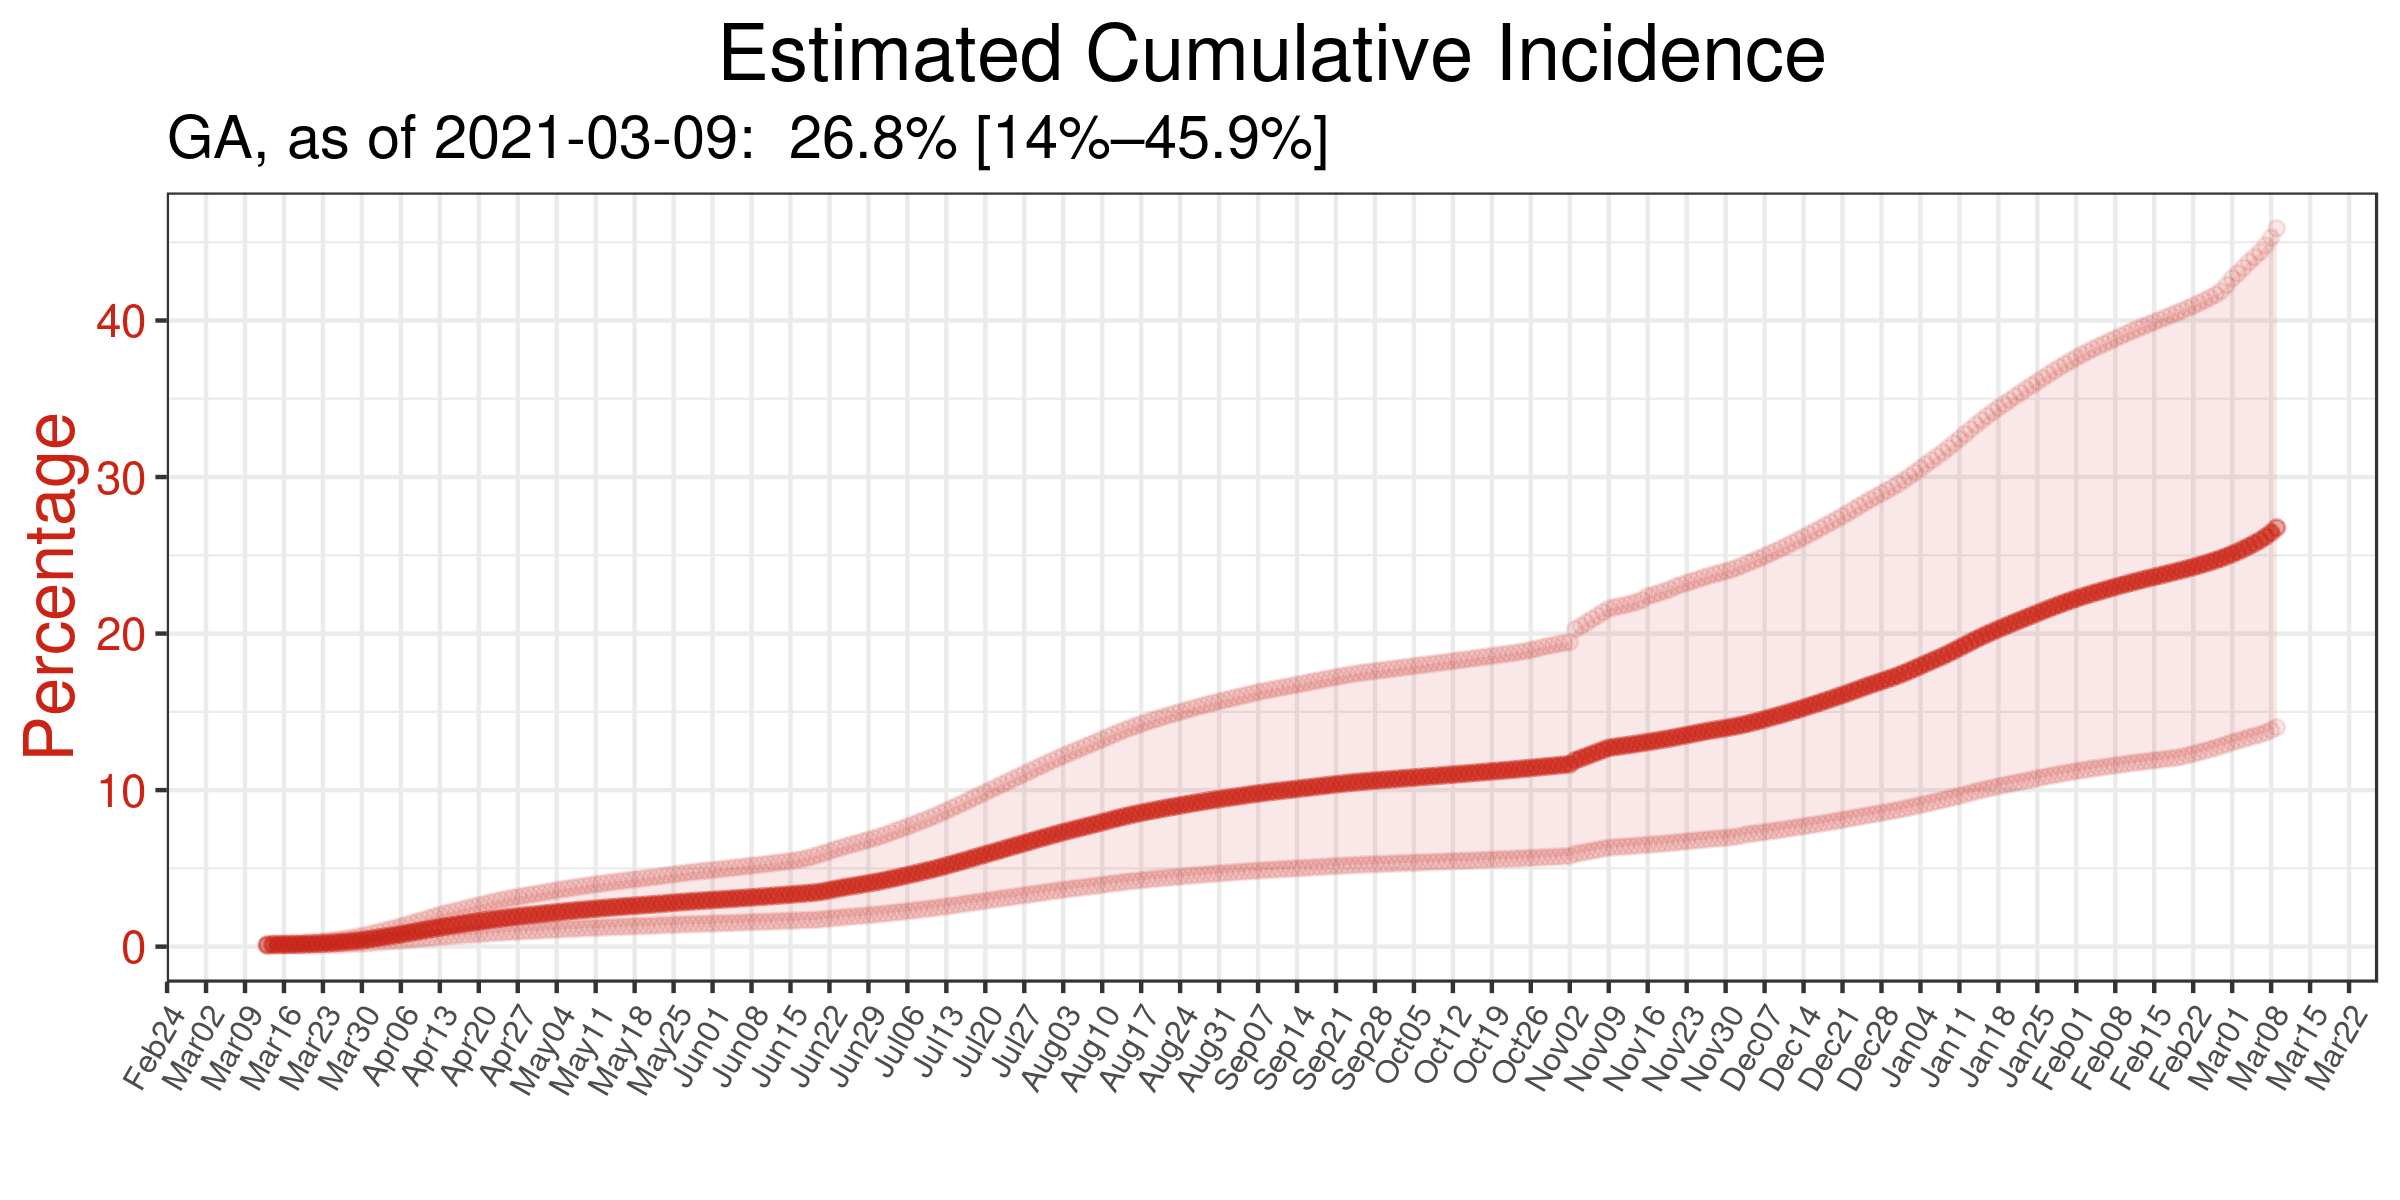 Estimated Cumulative Incidence
GA, as of 2021-03-09:  26.8% [14%–45.9%]
Percentage
40
30
20
10
0
Feb24
Mar02
Mar09
Mar16
Mar23
Mar30
Apr06
Apr13
Apr20
Apr27
May04
May11
May18
May25
Jun01
Jun08
Jun15
Jun22
Jun29
Jul06
Jul13
Jul20
Jul27
Aug03
Aug10
Aug17
Aug24
Aug31
Sep07
Sep14
Sep21
Sep28
Oct05
Oct12
Oct19
Oct26
Nov02
Nov09
Nov16
Nov23
Nov30
Dec07
Dec14
Dec21
Dec28
Jan04
Jan11
Jan18
Jan25
Feb01
Feb08
Feb15
Feb22
Mar01
Mar08
Mar15
Mar22